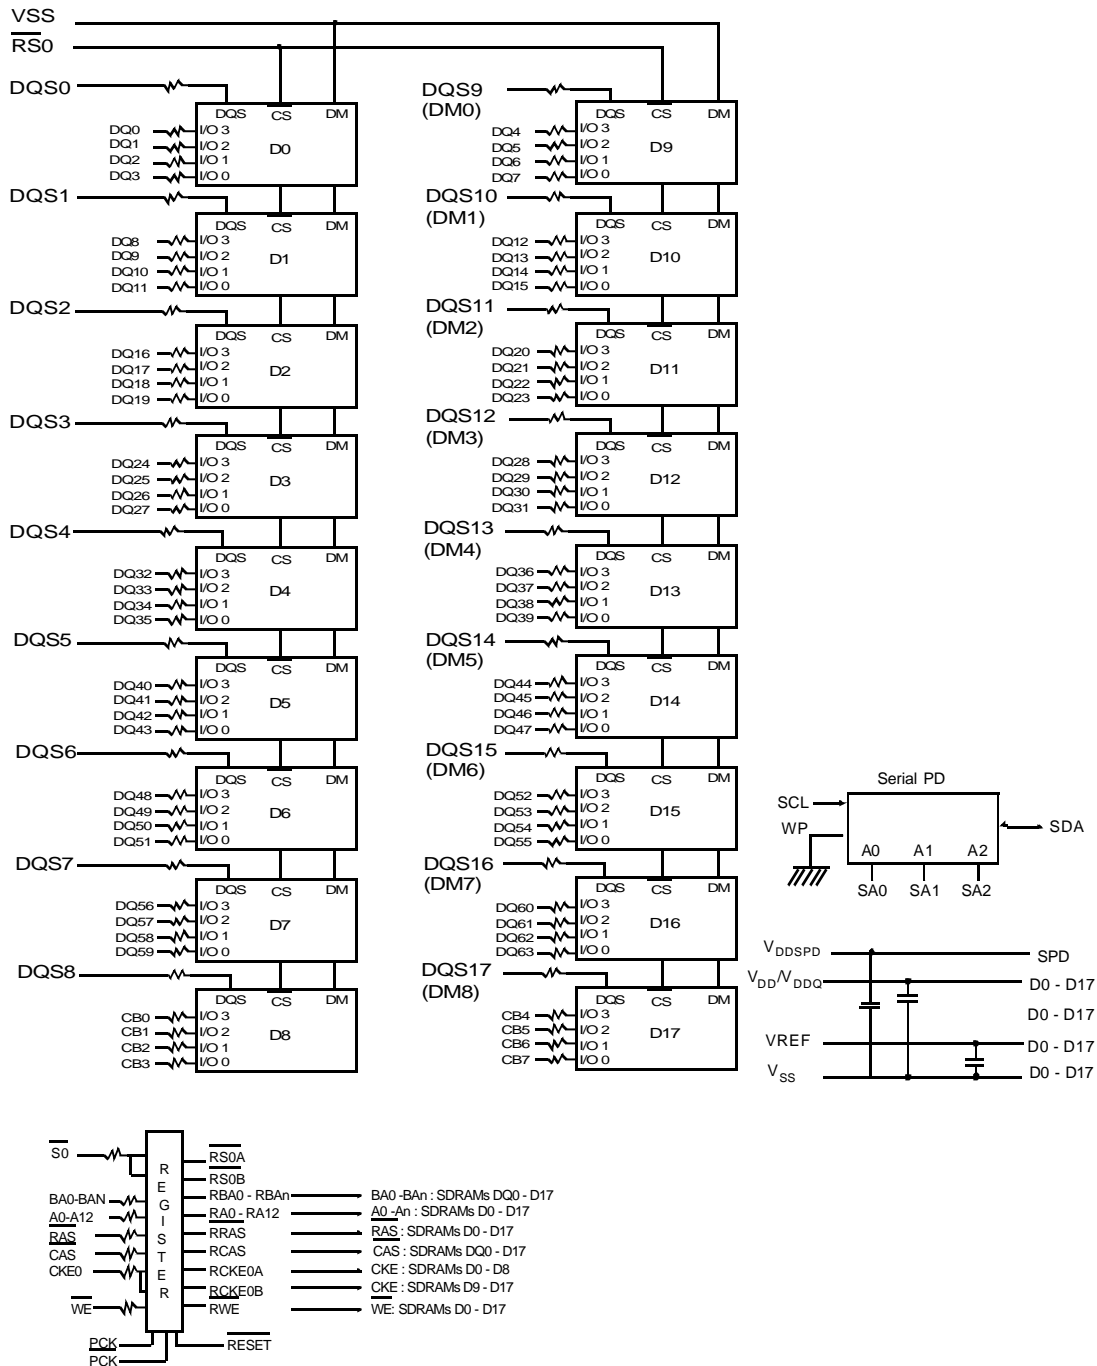 VSS
RS0
DQS0
DQS CS DM
DQ0 I/O 3
DQ1 I/O 2
DQ2 I/O 1
DQ3 I/O 0
D0
DQS1
DQS CS DM
DQ8 I/O 3
DQ9 I/O 2
DQ10 I/O 1
DQ11 I/O 0
D1
DQS2
DQS CS DM
DQ16 I/O 3
DQ17 I/O 2
DQ18 I/O 1
DQ19 I/O 0
D2
DQS3
DQS CS DM
DQ24 I/O 3
DQ25 I/O 2
DQ26 I/O 1
DQ27 I/O 0
D3
DQS4
DQS CS DM
DQ32 I/O 3
DQ33 I/O 2
DQ34 I/O 1
DQ35 I/O 0
D4
DQS5
DQS CS DM
DQ40 I/O 3
DQ41 I/O 2
DQ42 I/O 1
DQ43 I/O 0
D5
DQS6
DQS CS DM
DQ48 I/O 3
DQ49 I/O 2
DQ50 I/O 1
DQ51 I/O 0
D6
DQS7
DQS CS DM
DQ56 I/O 3
DQ57 I/O 2
DQ58 I/O 1
DQ59 I/O 0
D7
DQS8
DQS CS DM
CB0 I/O 3
CB1 I/O 2
CB2 I/O 1
CB3 I/O 0
D8
DQS9
(DM0)
DQS CS DM
DQ4 I/O 3
DQ5 I/O 2
DQ6 I/O 1
DQ7 I/O 0
D9
DQS10
(DM1)
DQS CS DM
DQ12 I/O 3
DQ13 I/O 2
DQ14 I/O 1
DQ15 I/O 0
D10
DQS11
(DM2)
DQS CS DM
DQ20 I/O 3
DQ21 I/O 2
DQ22 I/O 1
DQ23 I/O 0
D11
DQS12
(DM3)
DQS CS DM
DQ28 I/O 3
DQ29 I/O 2
DQ30 I/O 1
DQ31 I/O 0
D12
DQS13
(DM4)
DQS CS DM
DQ36 I/O 3
DQ37 I/O 2
DQ38 I/O 1
DQ39 I/O 0
D13
DQS14
(DM5)
DQS CS DM
DQ44 I/O 3
DQ45 I/O 2
DQ46 I/O 1
DQ47 I/O 0
D14
DQS15
(DM6)
DQS CS DM
DQ52 I/O 3
DQ53 I/O 2
DQ54 I/O 1
DQ55 I/O 0
D15
DQS16
(DM7)
DQS CS DM
DQ60 I/O 3
DQ61 I/O 2
DQ62 I/O 1
DQ63 I/O 0
D16
DQS17
(DM8)
DQS CS DM
CB4 I/O 3
CB5 I/O 2
CB6 I/O 1
CB7 I/O 0
D17
Serial PD
SCL
WP
SDA
A0 A1 A2
SA0 SA1 SA2
VDDSPD SPD
VDD/VDDQ D0 - D17
D0 - D17
VREF D0 - D17
VSS D0 - D17
REGISTER
S0 RS0A
RS0B
BA0-BAN RBA0 - RBAn BA0 -BAn : SDRAMs DQ0 - D17
A0-A12 RA0 - RA12 A0 -An : SDRAMs D0 - D17
RAS RRAS RAS : SDRAMs D0 - D17
CAS RCAS CAS : SDRAMs DQ0 - D17
CKE0 RCKE0A CKE : SDRAMs D0 - D8
RCKE0B CKE : SDRAMs D9 - D17
WE RWE WE: SDRAMs D0 - D17
PCK RESET
PCK